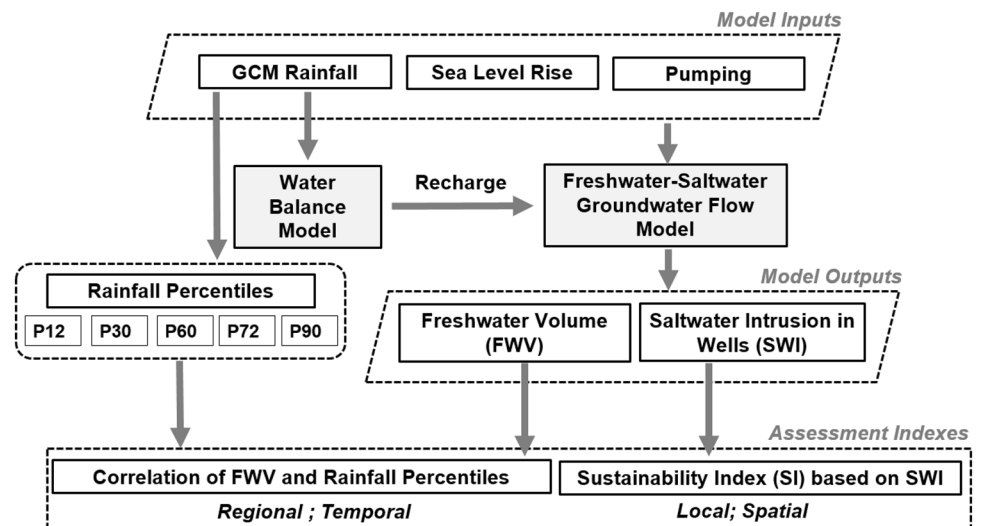 Model Inputs
GCM Rainfall
Sea Level Rise
Pumping
Water
Balance
Model
Recharge
Freshwater-Saltwater
Groundwater Flow
Model
Rainfall Percentiles
P12
P30
P60
P72
P90
Model Outputs
Freshwater Volume
(FWV)
Saltwater Intrusion in
Wells (SWI)
Assessment Indexes
Correlation of FWV and Rainfall Percentiles
Regional ; Temporal
Sustainability Index (SI) based on SWI
Local; Spatial